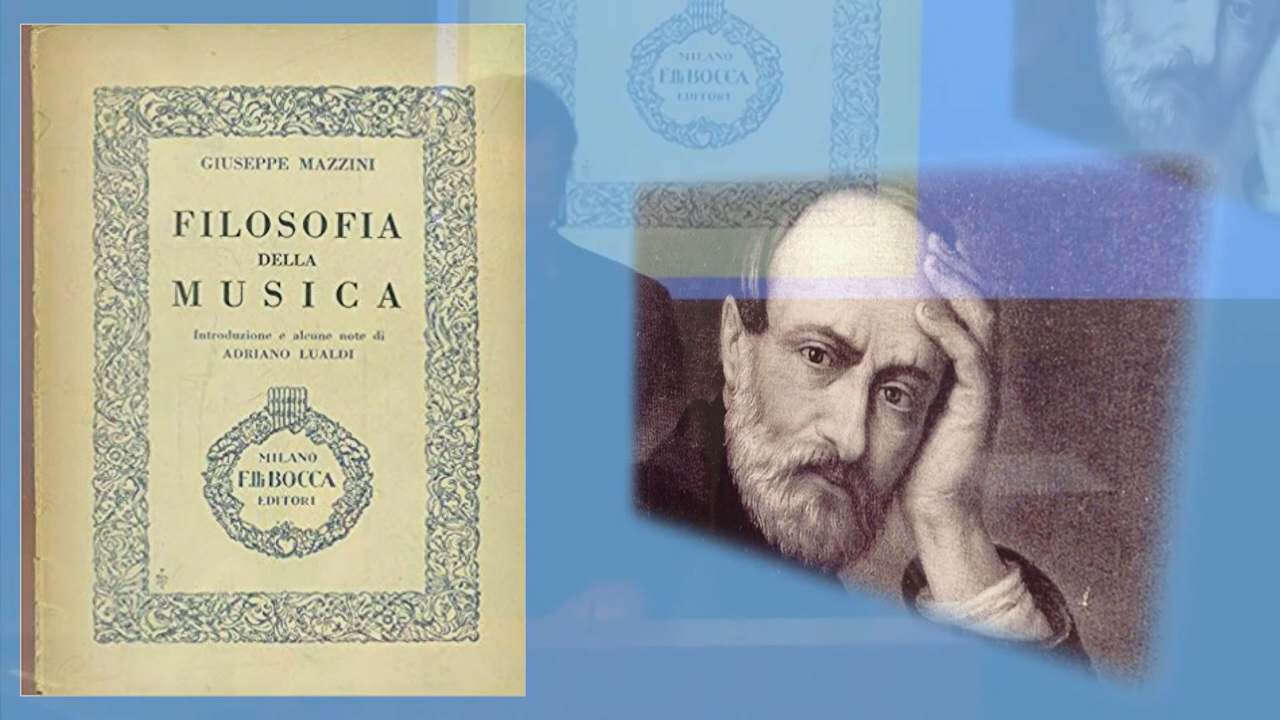 GIUSEPPE MAZZINI
FILOSOFIA
DELLA
MUSICA
Introduzione e alcune note di
ADRIANO LUALDI
MILANO
F.lli BOCCA
EDITORI
MILANO
F.lli BOCCA
EDITORI